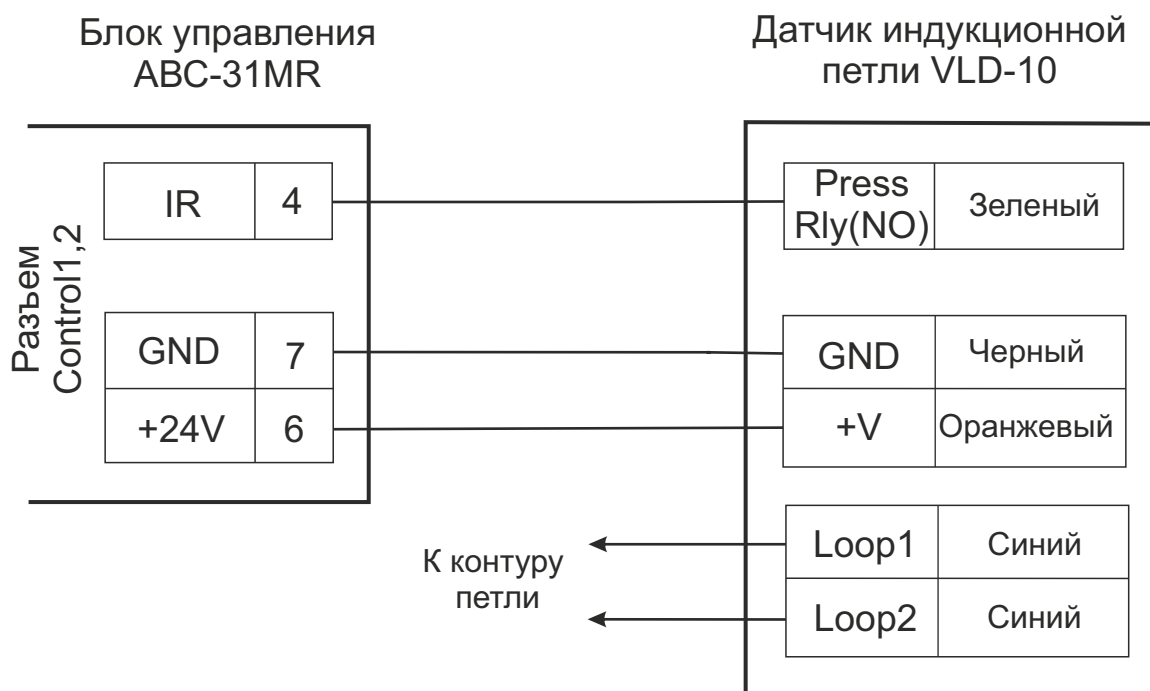 Блок управления
ABC-31MR
Датчик индукционной
петли VLD-10
Разъем
Control1,2
IR 4
Press
Rly(NO)
Зеленый
GND 7
GND Черный
+24V 6
+V Оранжевый
К контуру
петли
Loop1 Синий
Loop2 Синий